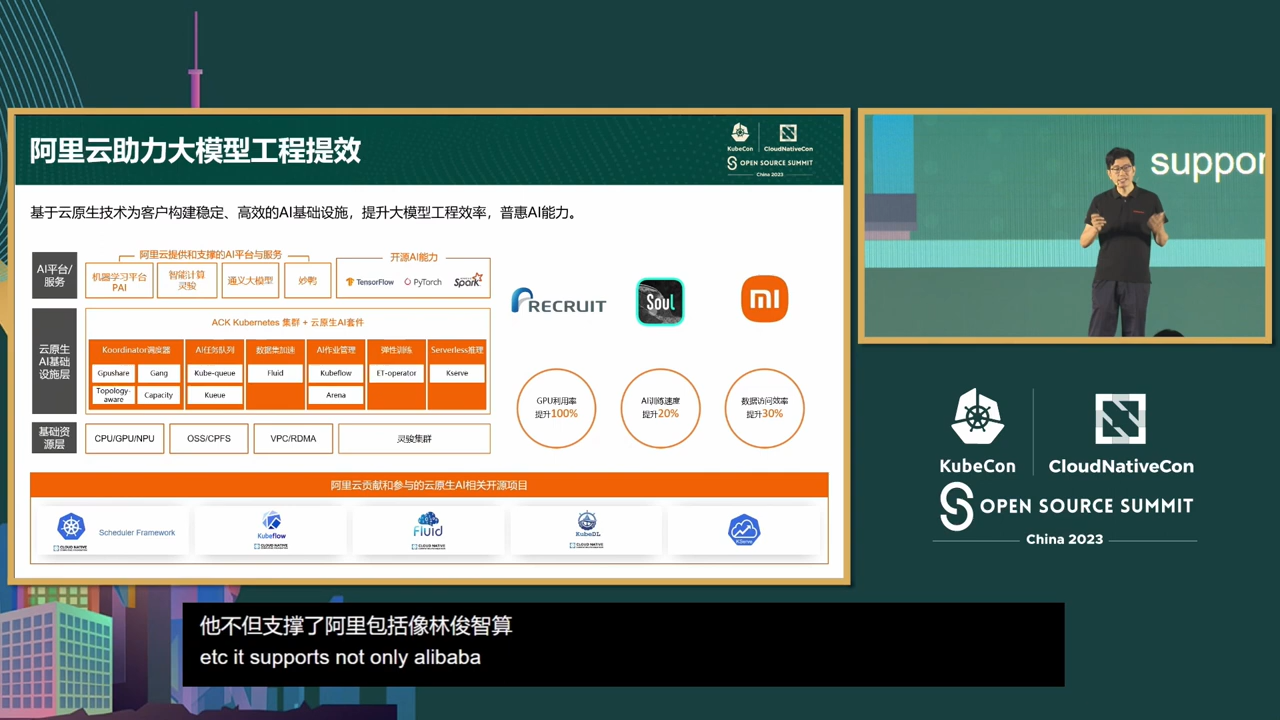 阿里云助力大模型工程提效
KubeCon
CloudNativeCon
OPEN SOURCE SUMMIT
China 2023
基于云原生技术为客户构建稳定、高效的AI基础设施，提升大模型工程效率，普惠AI能力。
AI平台/
服务
阿里云提供和支撑的AI平台与服务
机器学习平台
PAI
智能计算
灵骏
通义大模型
妙鸭
开源AI能力
TensorFlow
PyTorch
Spark
云原生
AI基础
设施层
ACK Kubernetes 集群 + 云原生AI套件
Koordinator调度器
Gpushare
Gang
Topology-
aware
Capacity
AI任务队列
Kube-queue
Kueue
数据集加速
Fluid
AI作业管理
Kubeflow
Arena
弹性训练
ET-operator
Serverless推理
Kserve
基础资
源层
CPU/GPU/NPU
OSS/CPFS
VPC/RDMA
灵骏集群
RECRUIT
Soul
mi
GPU利用率
提升100%
AI训练速度
提升20%
数据访问效率
提升30%
阿里云贡献和参与的云原生AI相关开源项目
Scheduler Framework
Kubeflow
Fluid
KubeDL
KServe
suppor
KubeCon
CloudNativeCon
OPEN SOURCE SUMMIT
China 2023
他不但支撑了阿里包括像林俊智算
etc it supports not only alibaba